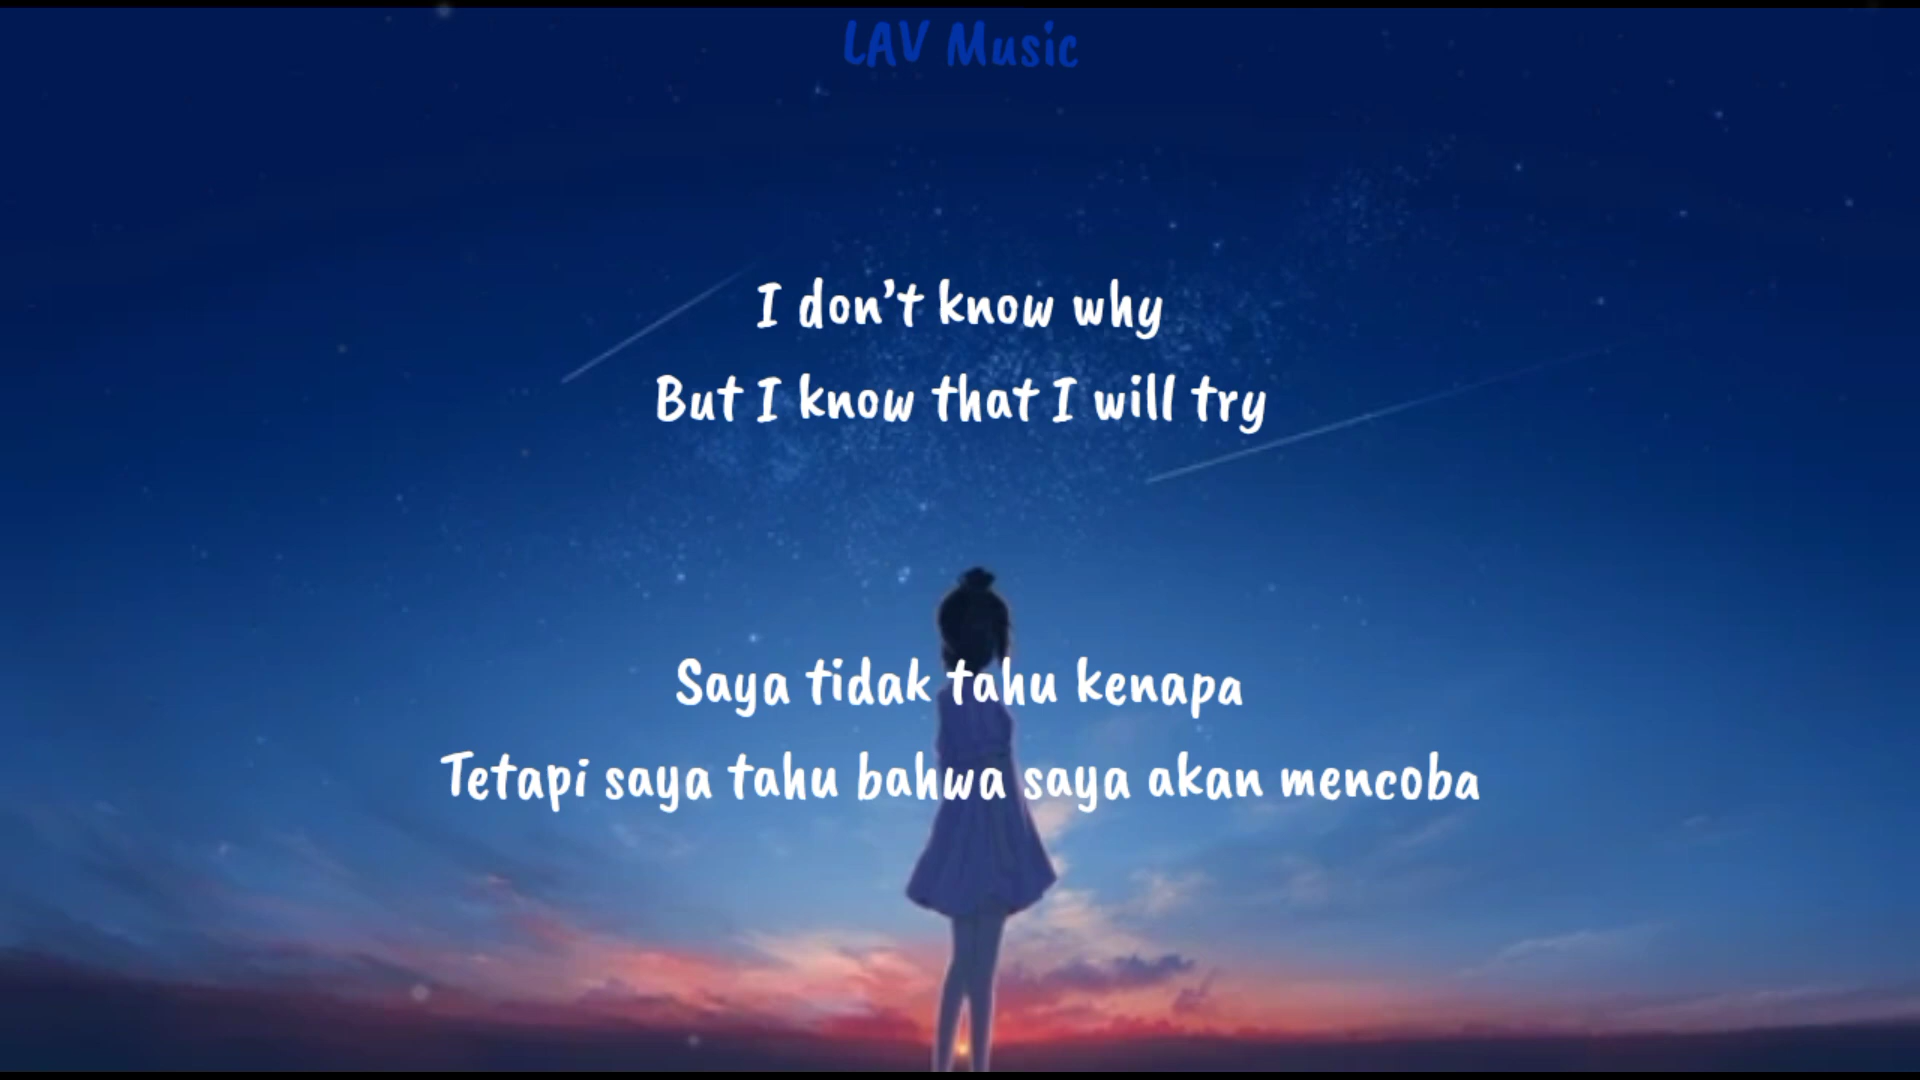 LAV Music
I don't know why
But I know that I will try
Saya tidak tahu kenapa
Tetapi saya tahu bahwa saya akan mencoba